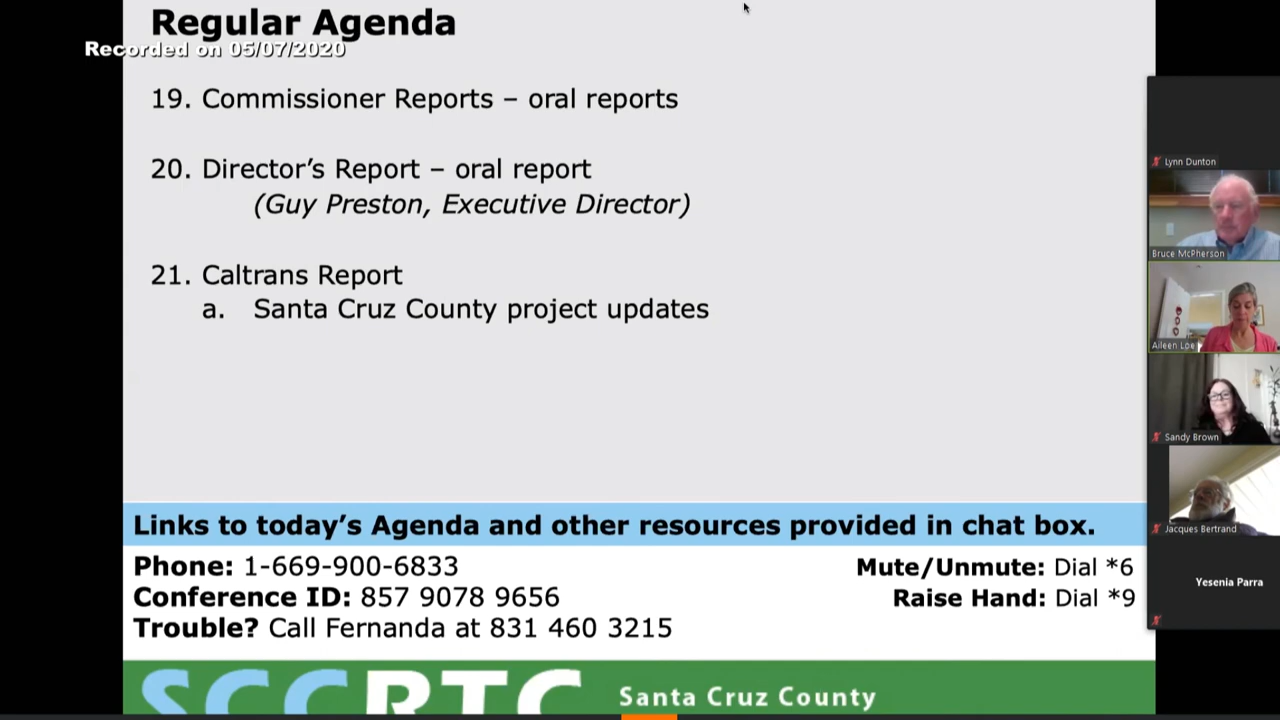 Regular Agenda
Recorded on 05/07/2020
19. Commissioner Reports – oral reports
20. Director's Report – oral report
(Guy Preston, Executive Director)
21. Caltrans Report
a. Santa Cruz County project updates
Links to today's Agenda and other resources provided in chat box.
Phone: 1-669-900-6833
Mute/Unmute: Dial *6
Conference ID: 857 9078 9656
Raise Hand: Dial *9
Trouble? Call Fernanda at 831 460 3215
SCCRTC
Santa Cruz County
Lynn Dunton
Bruce McPherson
Aileen Loe
Sandy Brown
Jacques Bertrand
Yesenia Parra